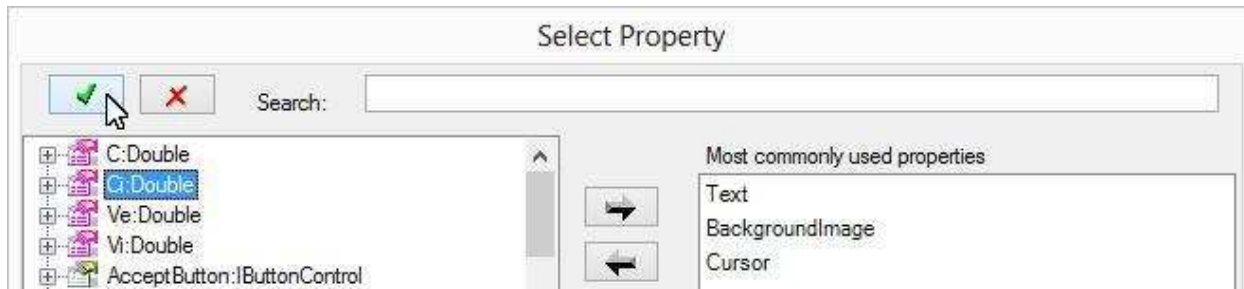 Select Property
Search:
C:Double
Ci:Double
Ve:Double
Vi:Double
AcceptButton:IButtonControl
Most commonly used properties
Text
BackgroundImage
Cursor